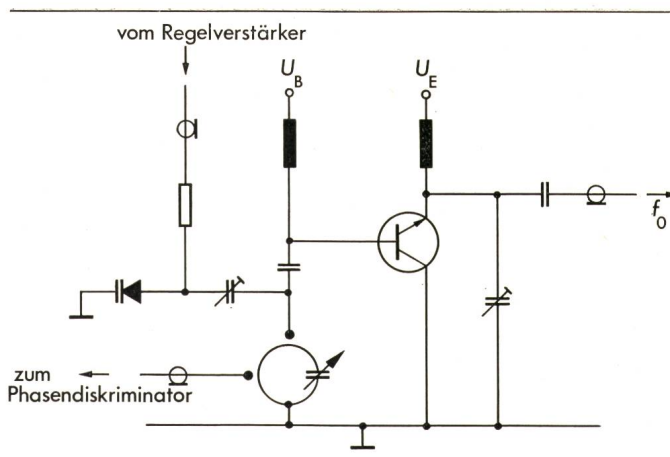 vom Regelverstärker
U_B
U_E
f_0
zum
Phasendiskriminator